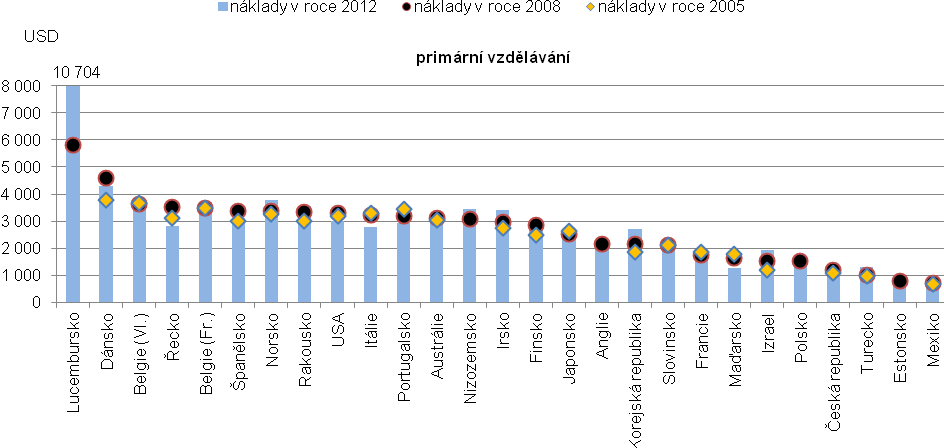 náklady v roce 2012 náklady v roce 2008 náklady v roce 2005
USD
primární vzdělávání
10 704
8 000
7 000
6 000
5 000
4 000
3 000
2 000
1 000
0
Lucembursko
Dánsko
Belgie (Vl.)
Řecko
Belgie (Fr.)
Španělsko
Norsko
Rakousko
USA
Itálie
Portugalsko
Austrálie
Nizozemsko
Irsko
Finsko
Japonsko
Anglie
Korejská republika
Slovinsko
Francie
Maďarsko
Izrael
Polsko
Česká republika
Turecko
Estonsko
Mexiko